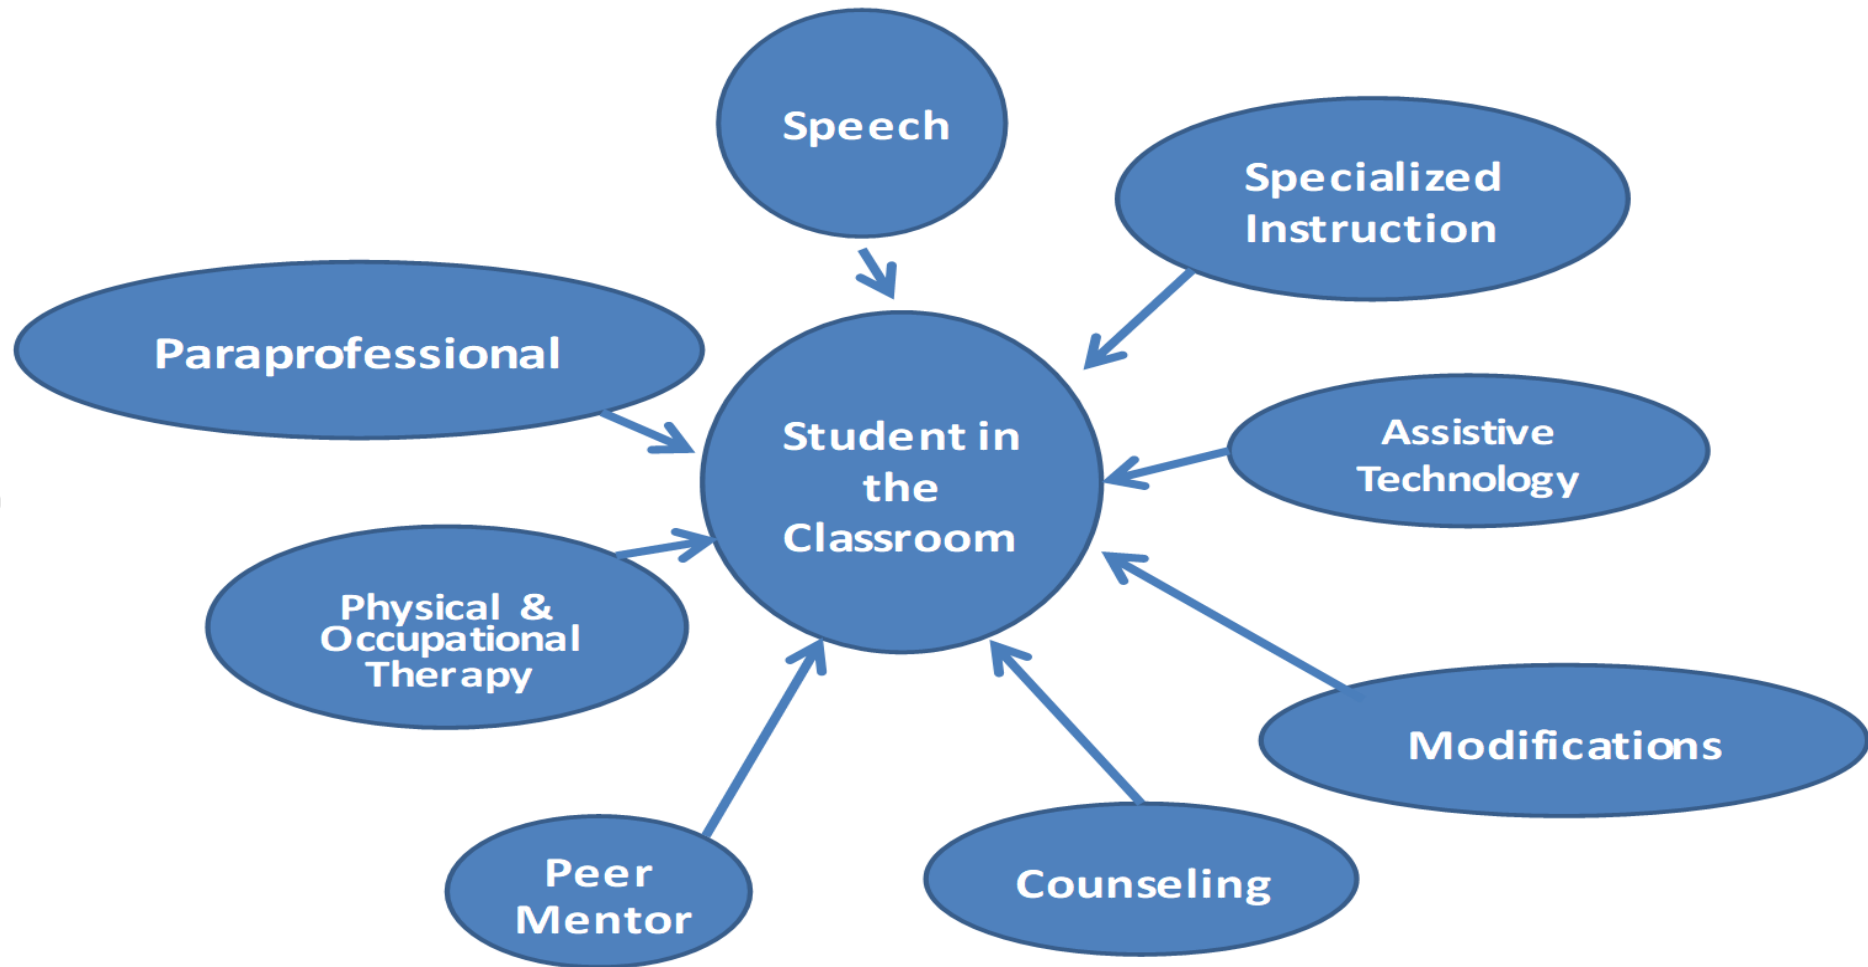 Speech
Specialized
Instruction
Paraprofessional
Student in
the
Classroom
Assistive
Technology
Physical &
Occupational
Therapy
Modifications
Peer
Mentor
Counseling